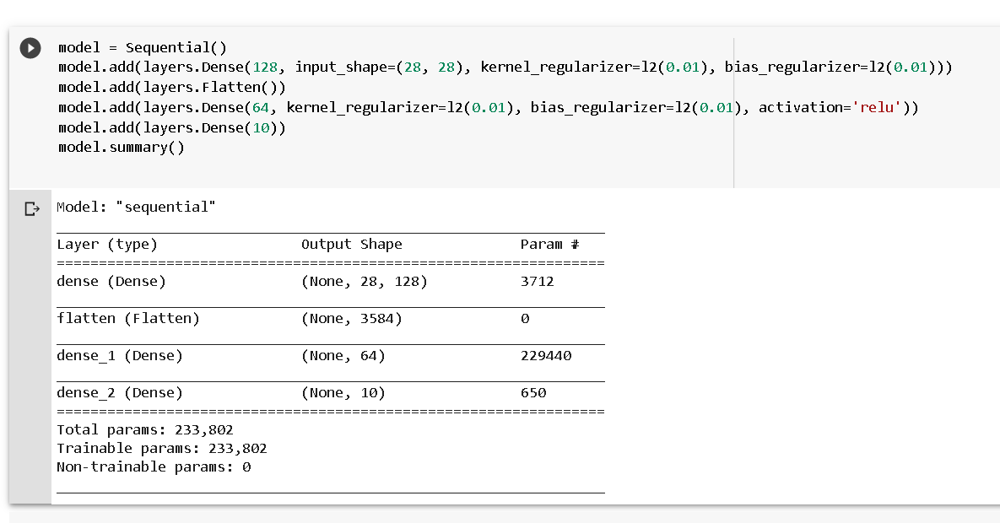 model = Sequential()
model.add(layers.Dense(128, input_shape=(28, 28), kernel_regularizer=l2(0.01), bias_regularizer=l2(0.01)))
model.add(layers.Flatten())
model.add(layers.Dense(64, kernel_regularizer=l2(0.01), bias_regularizer=l2(0.01), activation='relu'))
model.add(layers.Dense(10))
model.summary()
Model: "sequential"
_________________________________________________________________
Layer (type)                 Output Shape              Param #
=================================================================
dense (Dense)                (None, 28, 128)           3712
_________________________________________________________________
flatten (Flatten)            (None, 3584)              0
_________________________________________________________________
dense_1 (Dense)              (None, 64)                229440
_________________________________________________________________
dense_2 (Dense)              (None, 10)                650
=================================================================
Total params: 233,802
Trainable params: 233,802
Non-trainable params: 0
_________________________________________________________________